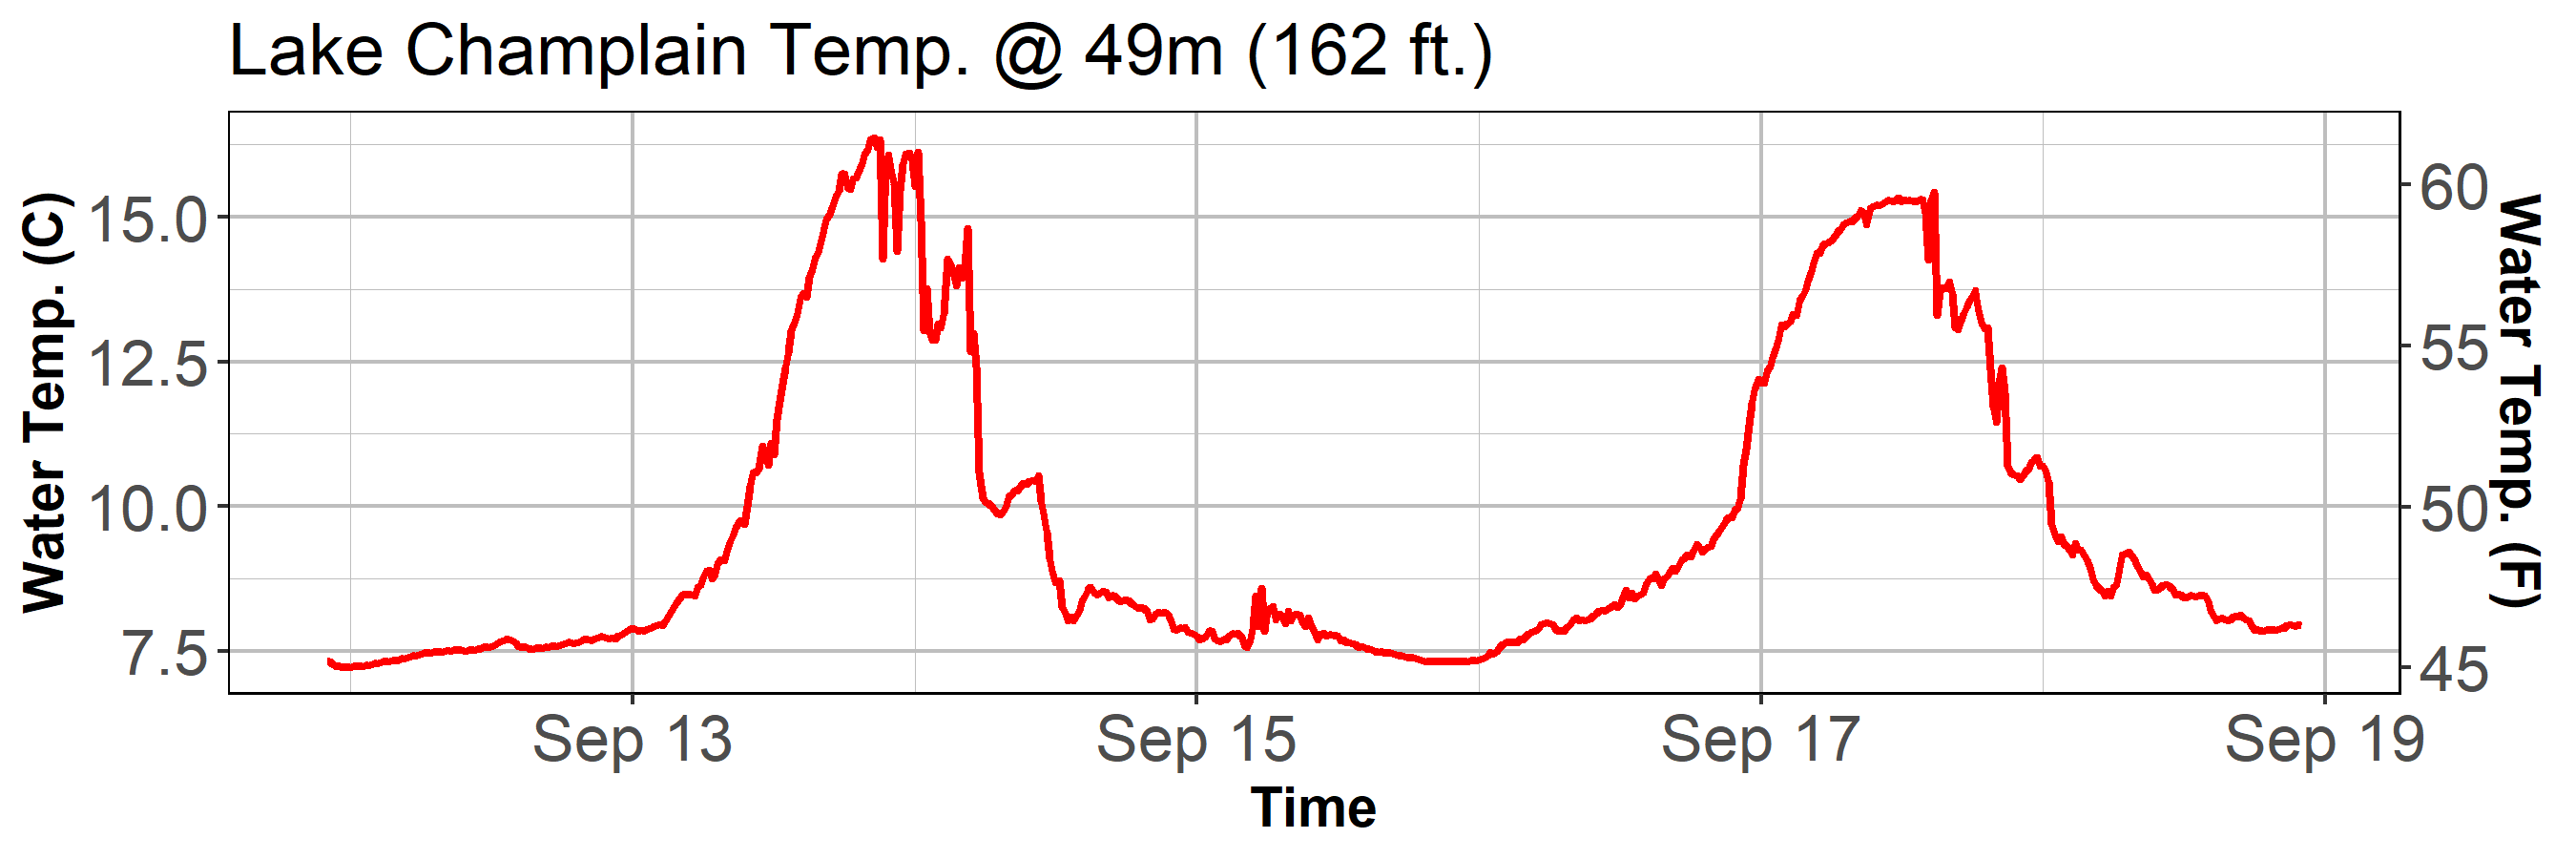 Lake Champlain Temp. @ 49m (162 ft.)
Water Temp. (C)
15.0
12.5
10.0
7.5
60
55
50
45
Water Temp. (F)
Sep 13
Sep 15
Sep 17
Sep 19
Time